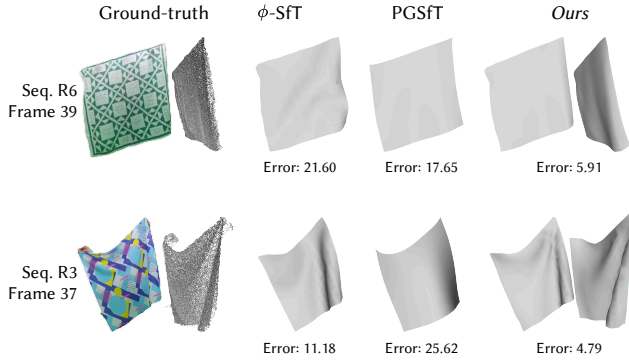 Ground-truth ϕ-SfT PGSfT Ours
Seq. R6
Frame 39
Error: 21.60 Error: 17.65 Error: 5.91
Seq. R3
Frame 37
Error: 11.18 Error: 25.62 Error: 4.79